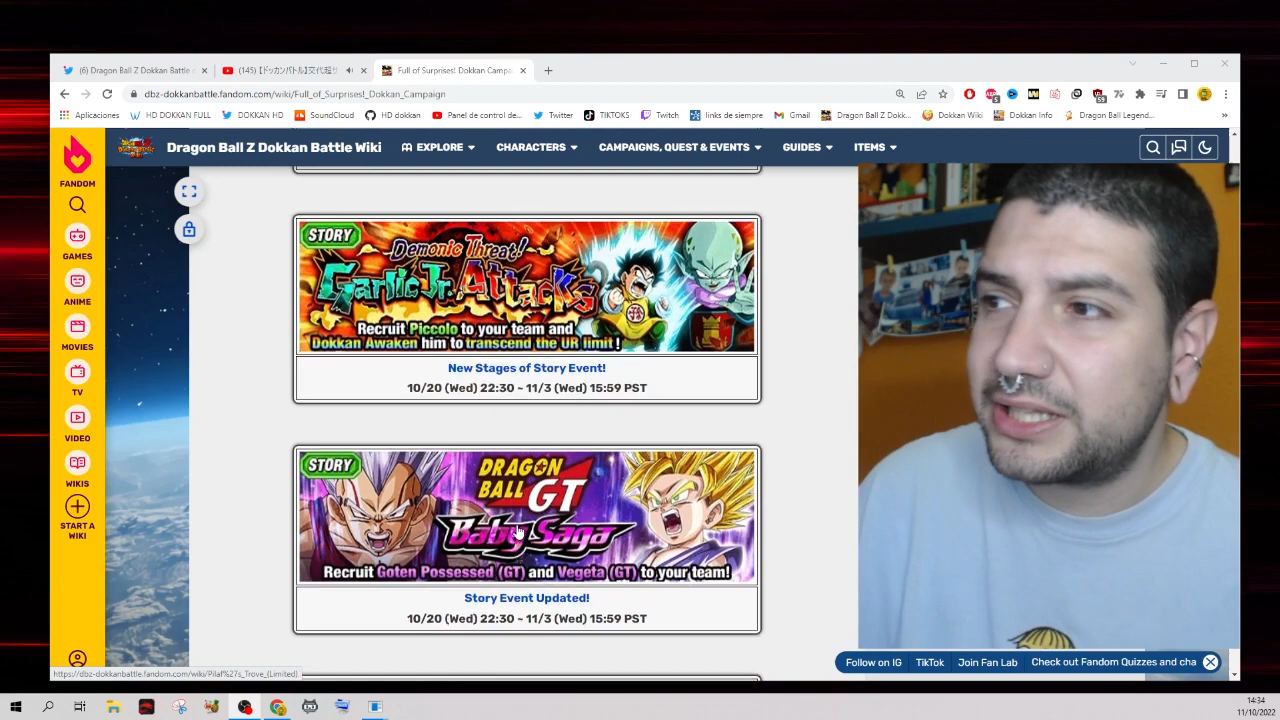 (6) Dragon Ball Z Dokkan Battle
(145) 【ドッカンバトル】交代超サ
Full of Surprises! Dokkan Campa
dbz-dokkanbattle.fandom.com/wiki/Full_of_Surprises!_Dokkan_Campaign
Aplicaciones
HD DOKKAN FULL
DOKKAN HD
SoundCloud
HD dokkan
Panel de control de...
Twitter
TIKTOKS
Twitch
links de siempre
Gmail
Dragon Ball Z Dokk...
Dokkan Wiki
Dokkan Info
Dragon Ball Legend...
»
Dragon Ball Z Dokkan Battle Wiki
EXPLORE
CHARACTERS
CAMPAIGNS, QUEST & EVENTS
GUIDES
ITEMS
FANDOM
GAMES
ANIME
MOVIES
TV
VIDEO
WIKIS
START A
WIKI
STORY
Demonic Threat!
Garlic Jr. Attacks
Recruit Piccolo to your team and
Dokkan Awaken him to transcend the UR limit!
New Stages of Story Event!
10/20 (Wed) 22:30 ~ 11/3 (Wed) 15:59 PST
STORY
DRAGON
BALL GT
Baby Saga
Recruit Goten Possessed (GT) and Vegeta (GT) to your team!
Story Event Updated!
10/20 (Wed) 22:30 ~ 11/3 (Wed) 15:59 PST
Follow on IG
TikTok
Join Fan Lab
Check out Fandom Quizzes and cha
https://dbz-dokkanbattle.fandom.com/wiki/Pilaf%27s_Trove_(Limited)
14:34
11/10/2022